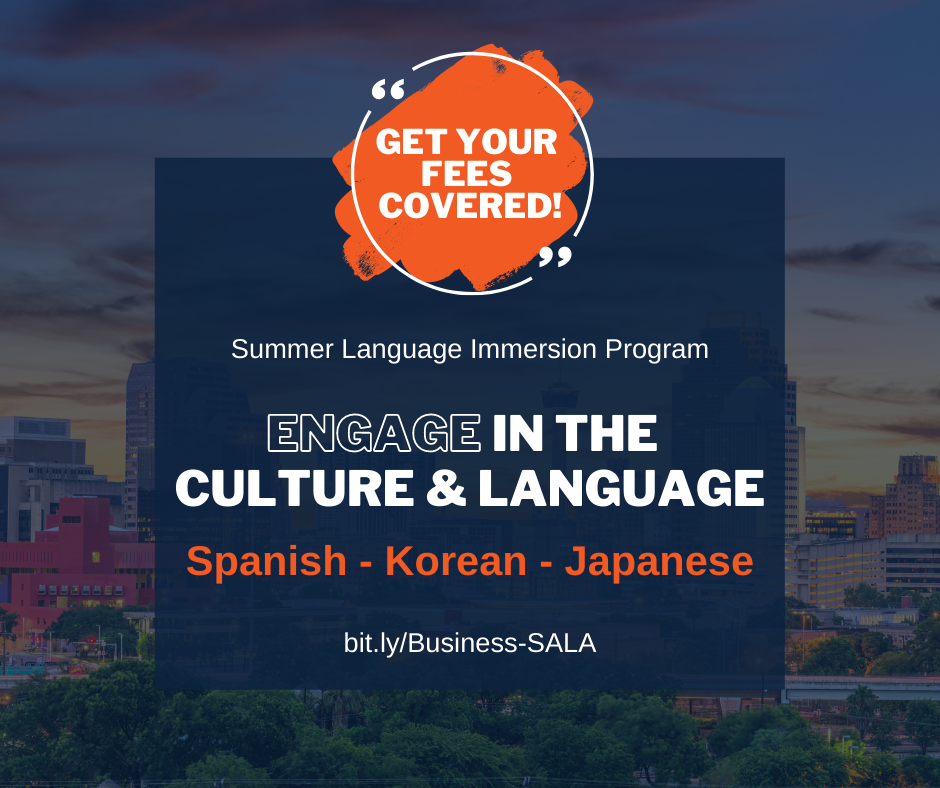 “
GET YOUR
FEES
COVERED!
”
Summer Language Immersion Program
ENGAGE IN THE
CULTURE & LANGUAGE
Spanish - Korean - Japanese
bit.ly/Business-SALA